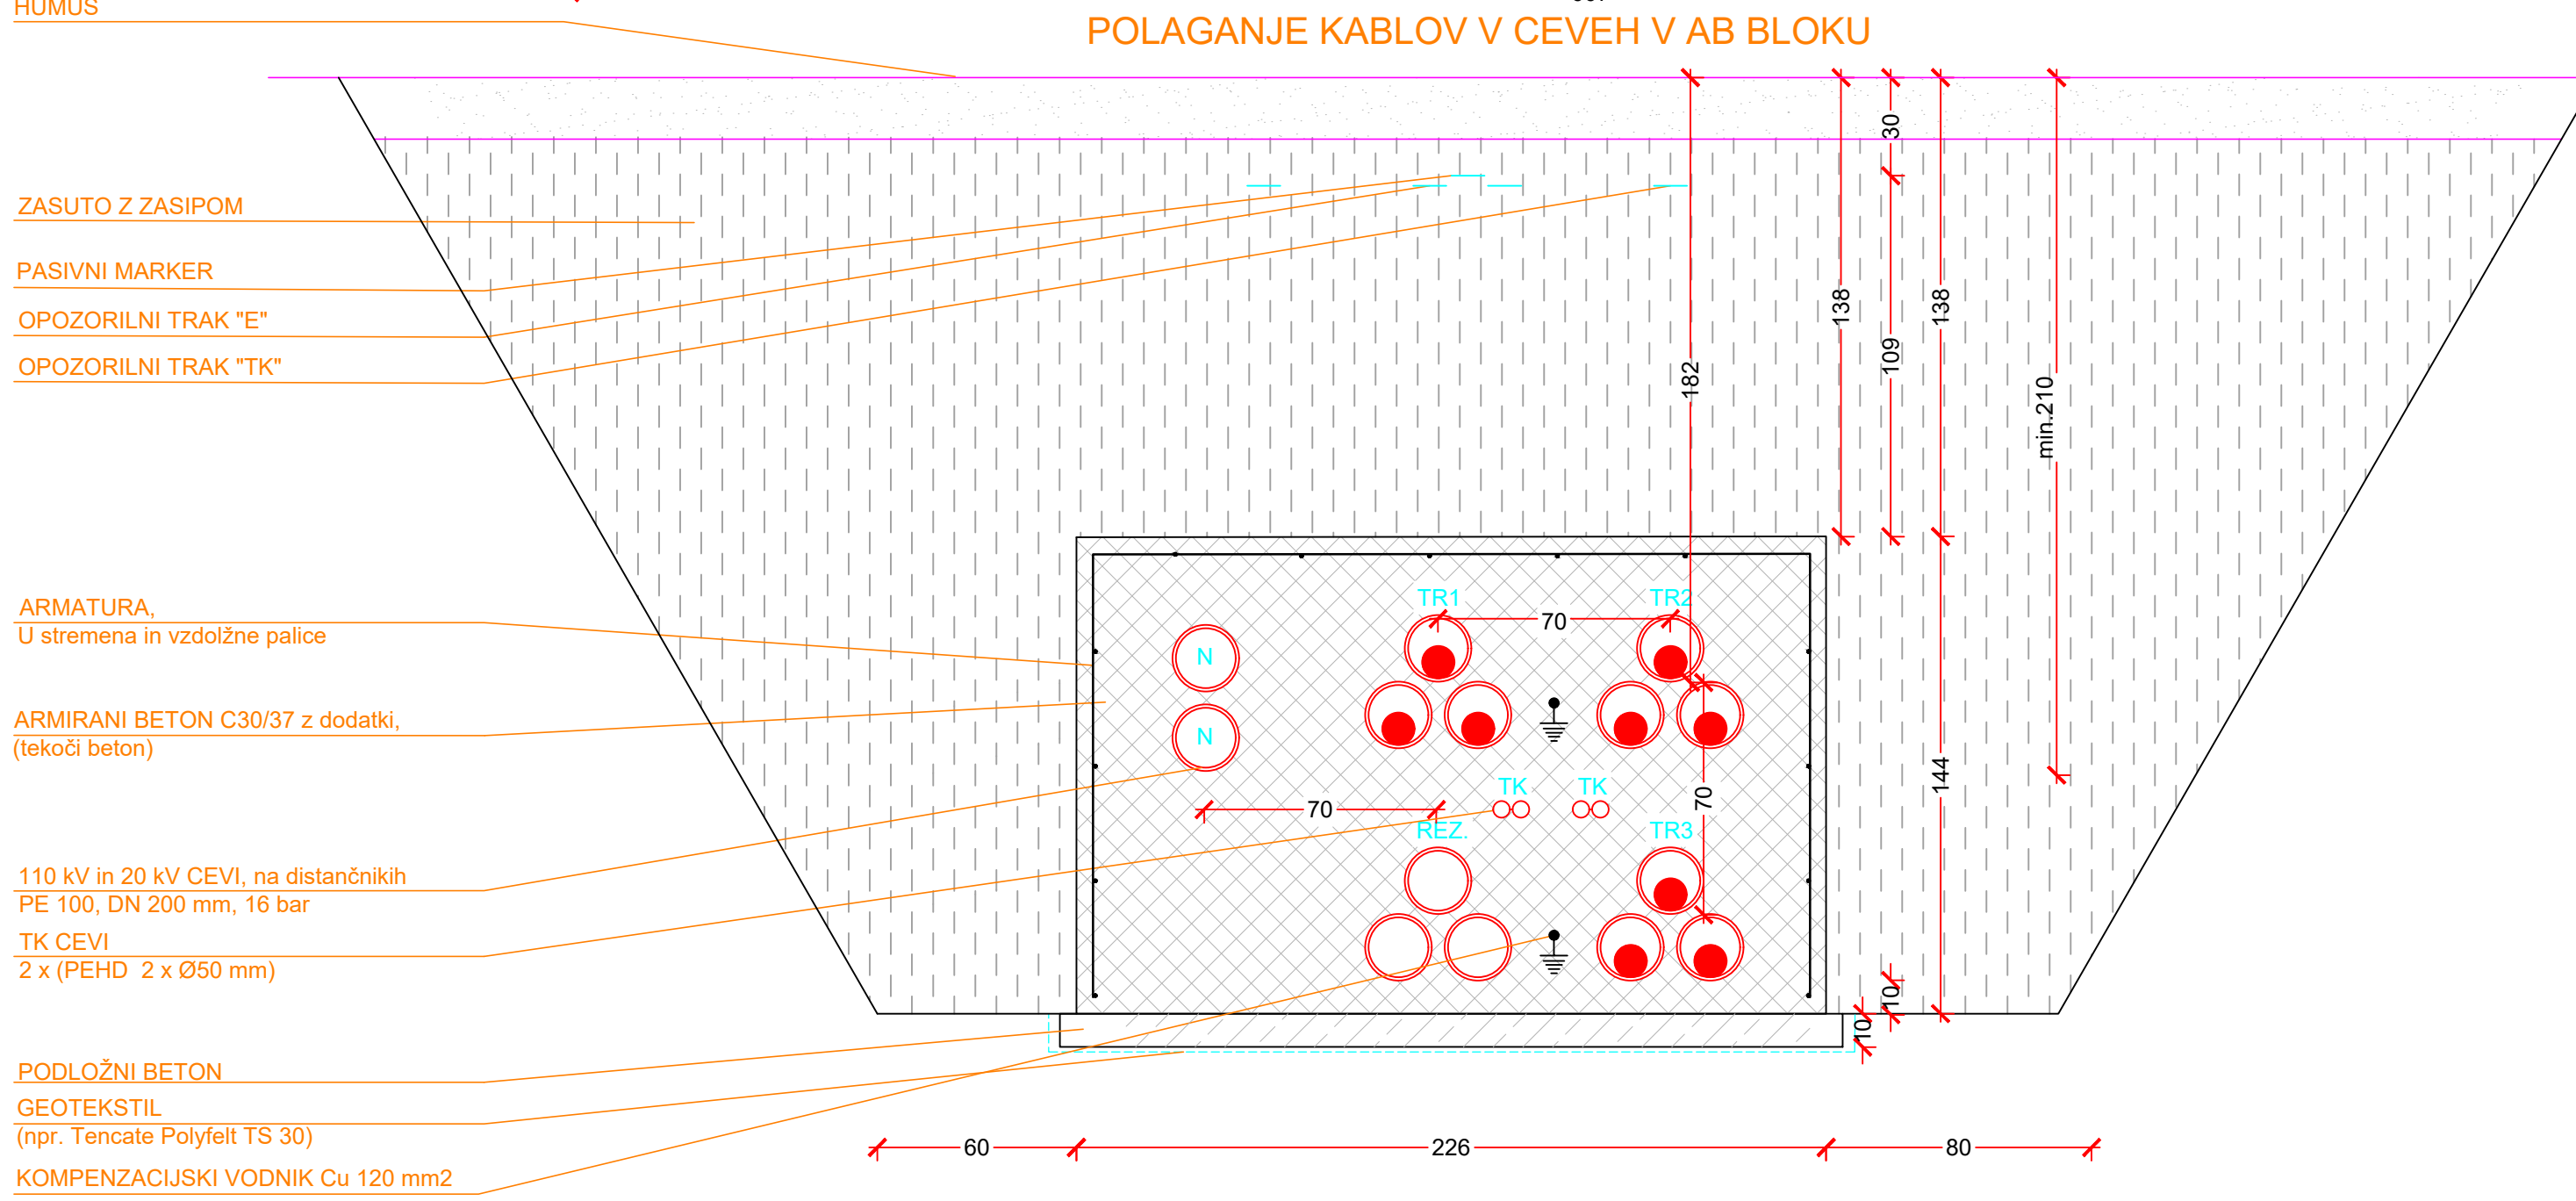 HUMUS
POLAGANJE KABLOV V CEVEH V AB BLOKU
ZASUTO Z ZASIPOM
PASIVNI MARKER
OPOZORILNI TRAK "E"
OPOZORILNI TRAK "TK"
ARMATURA,
U stremena in vzdolžne palice
ARMIRANI BETON C30/37 z dodatki,
(tekoči beton)
110 kV in 20 kV CEVI, na distančnikih
PE 100, DN 200 mm, 16 bar
TK CEVI
2 x (PEHD 2 x Ø50 mm)
PODLOŽNI BETON
GEOTEKSTIL
(npr. Tencate Polyfelt TS 30)
KOMPENZACIJSKI VODNIK Cu 120 mm2
30
138
138
109
182
min.210
TR1
TR2
70
N
N
TK
TK
70
70
REZ.
TR3
144
10
10
60
226
80